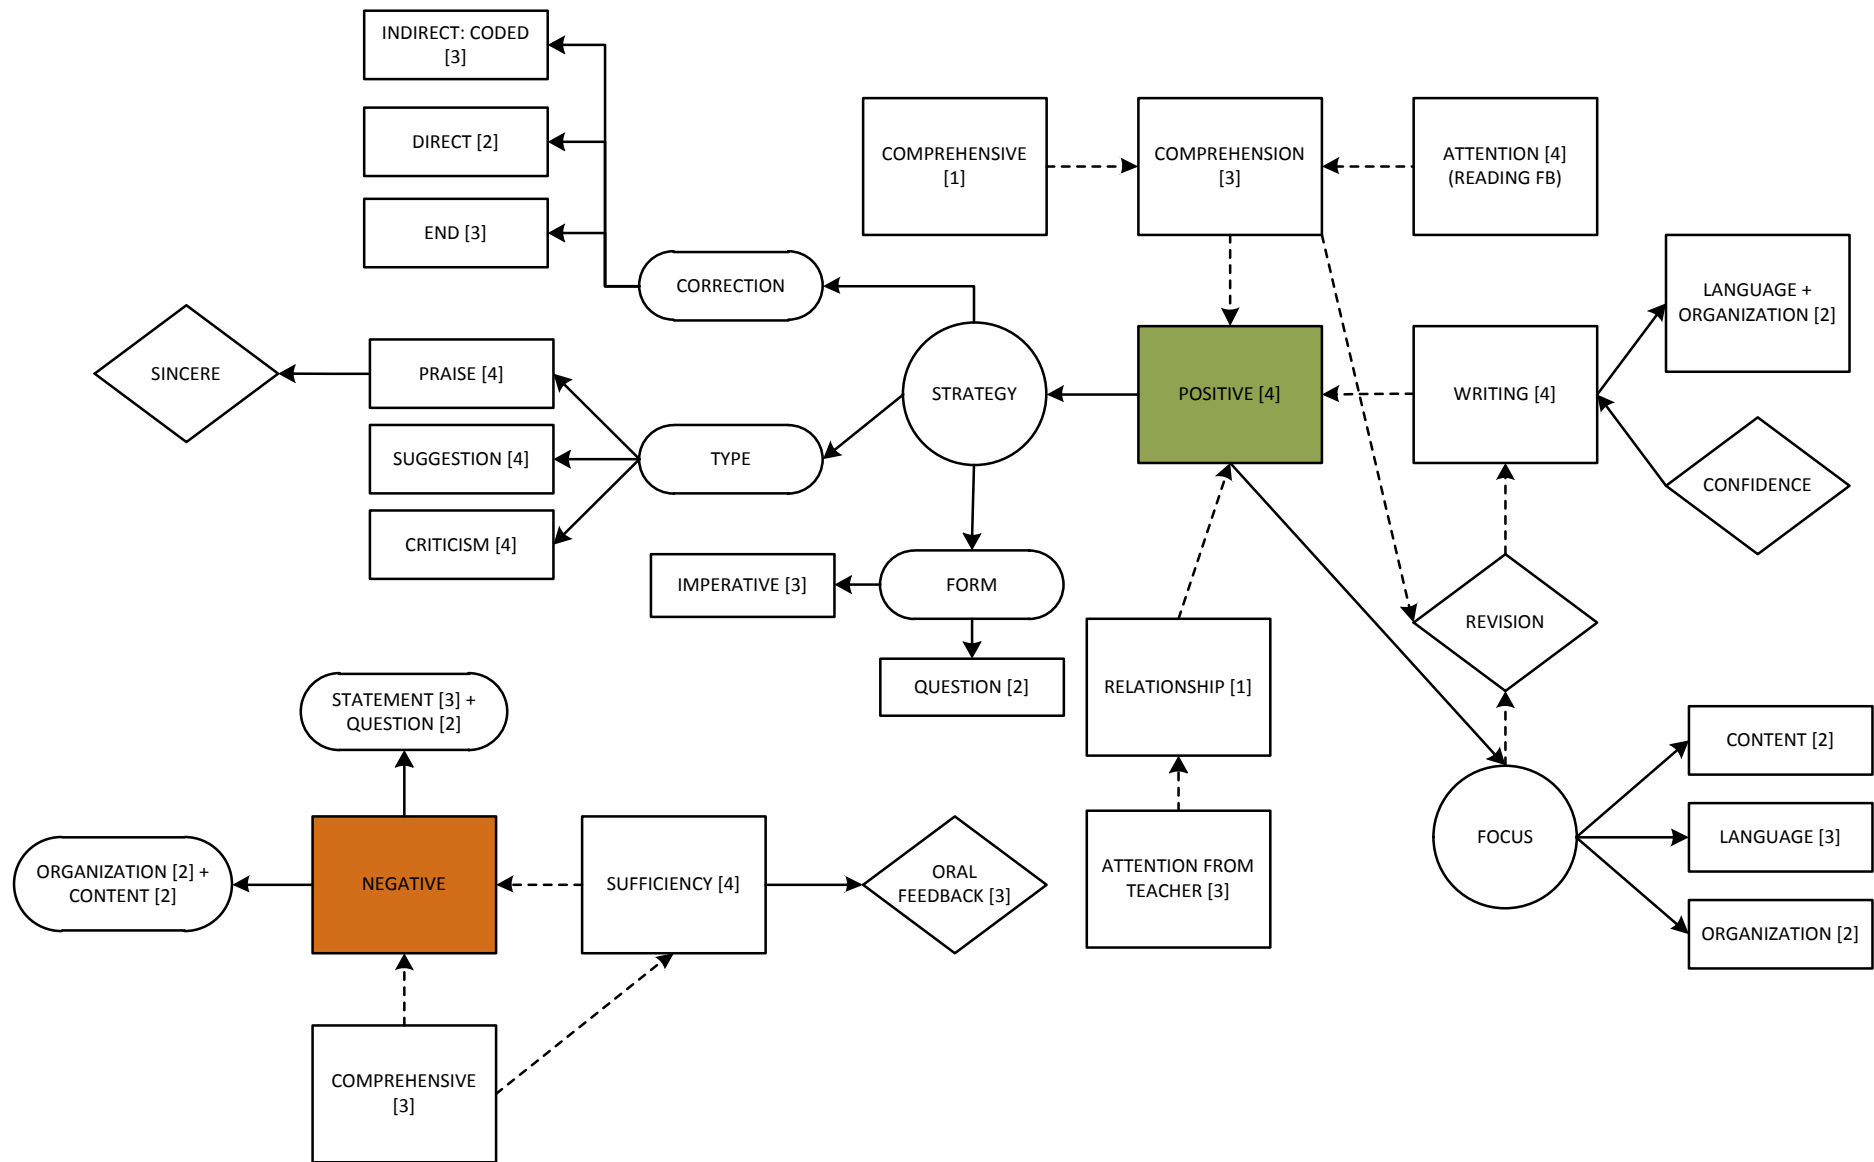 INDIRECT: CODED
[3]
DIRECT [2]
END [3]
CORRECTION
COMPREHENSIVE
[1]
COMPREHENSION
[3]
ATTENTION [4]
(READING FB)
LANGUAGE +
ORGANIZATION [2]
SINCERE
PRAISE [4]
SUGGESTION [4]
CRITICISM [4]
TYPE
STRATEGY
POSITIVE [4]
WRITING [4]
CONFIDENCE
IMPERATIVE [3]
FORM
QUESTION [2]
RELATIONSHIP [1]
REVISION
STATEMENT [3] +
QUESTION [2]
ORGANIZATION [2] +
CONTENT [2]
NEGATIVE
SUFFICIENCY [4]
ORAL
FEEDBACK [3]
ATTENTION FROM
TEACHER [3]
FOCUS
CONTENT [2]
LANGUAGE [3]
ORGANIZATION [2]
COMPREHENSIVE
[3]